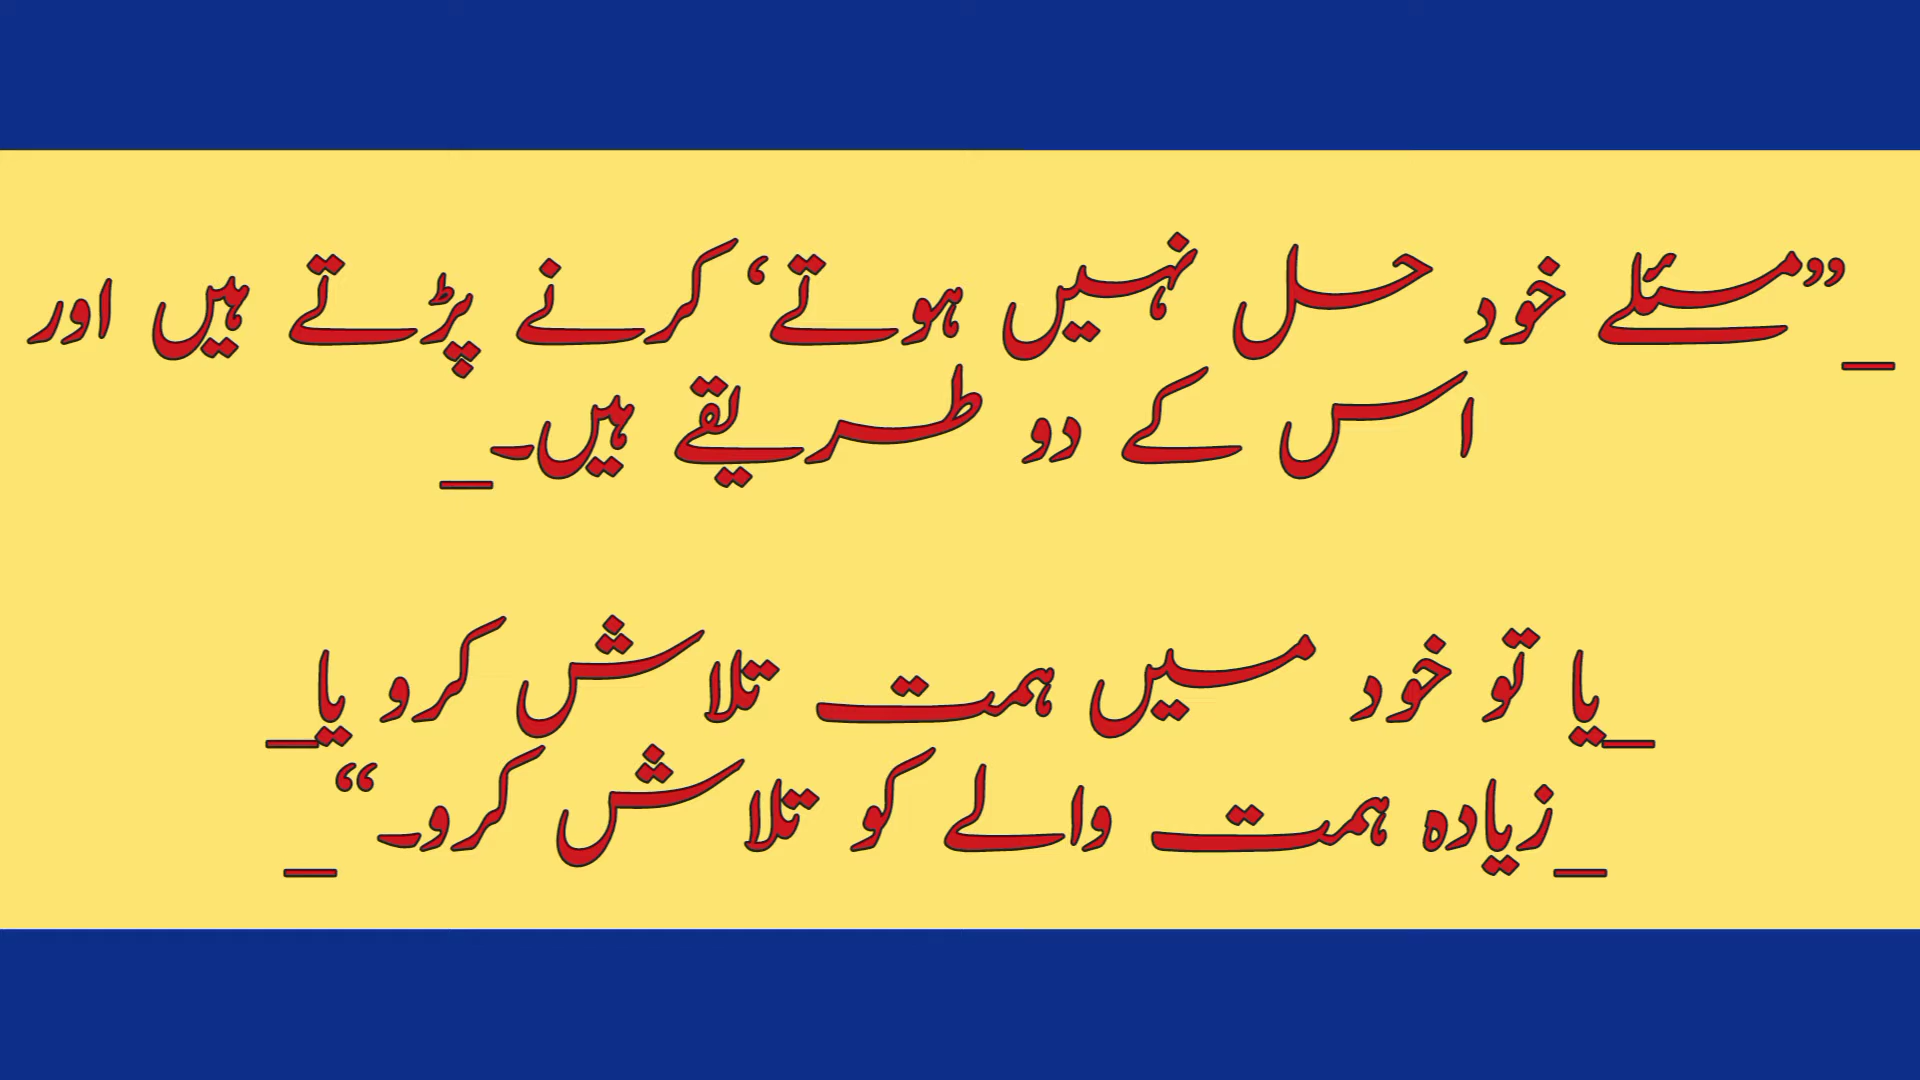 _”مسئلے خود حل نہیں ہوتے‘ کرنے پڑتے ہیں اور
اس کے دو طریقے ہیں۔_
_یا تو خود میں ہمت تلاش کرو یا_
_زیادہ ہمت والے کو تلاش کرو۔“_